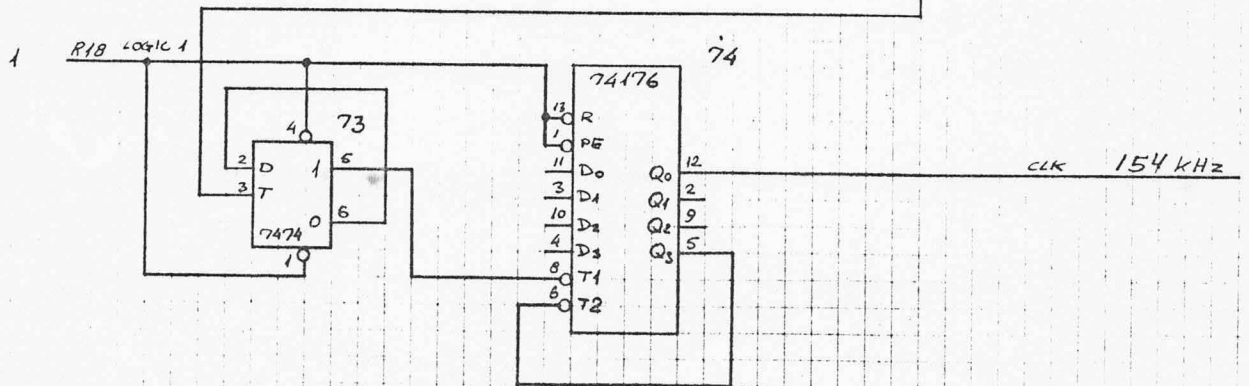 1 R18 LOGIC 1
74
74176
73
4
13 R
1 PE
2 D 1 5
11 D0 Q0 12
CLK 154 KHZ
3 T
3 D1 Q1 2
0 6
10 D2 Q2 9
7474
4 D3 Q3 5
1
8 T1
6 T2